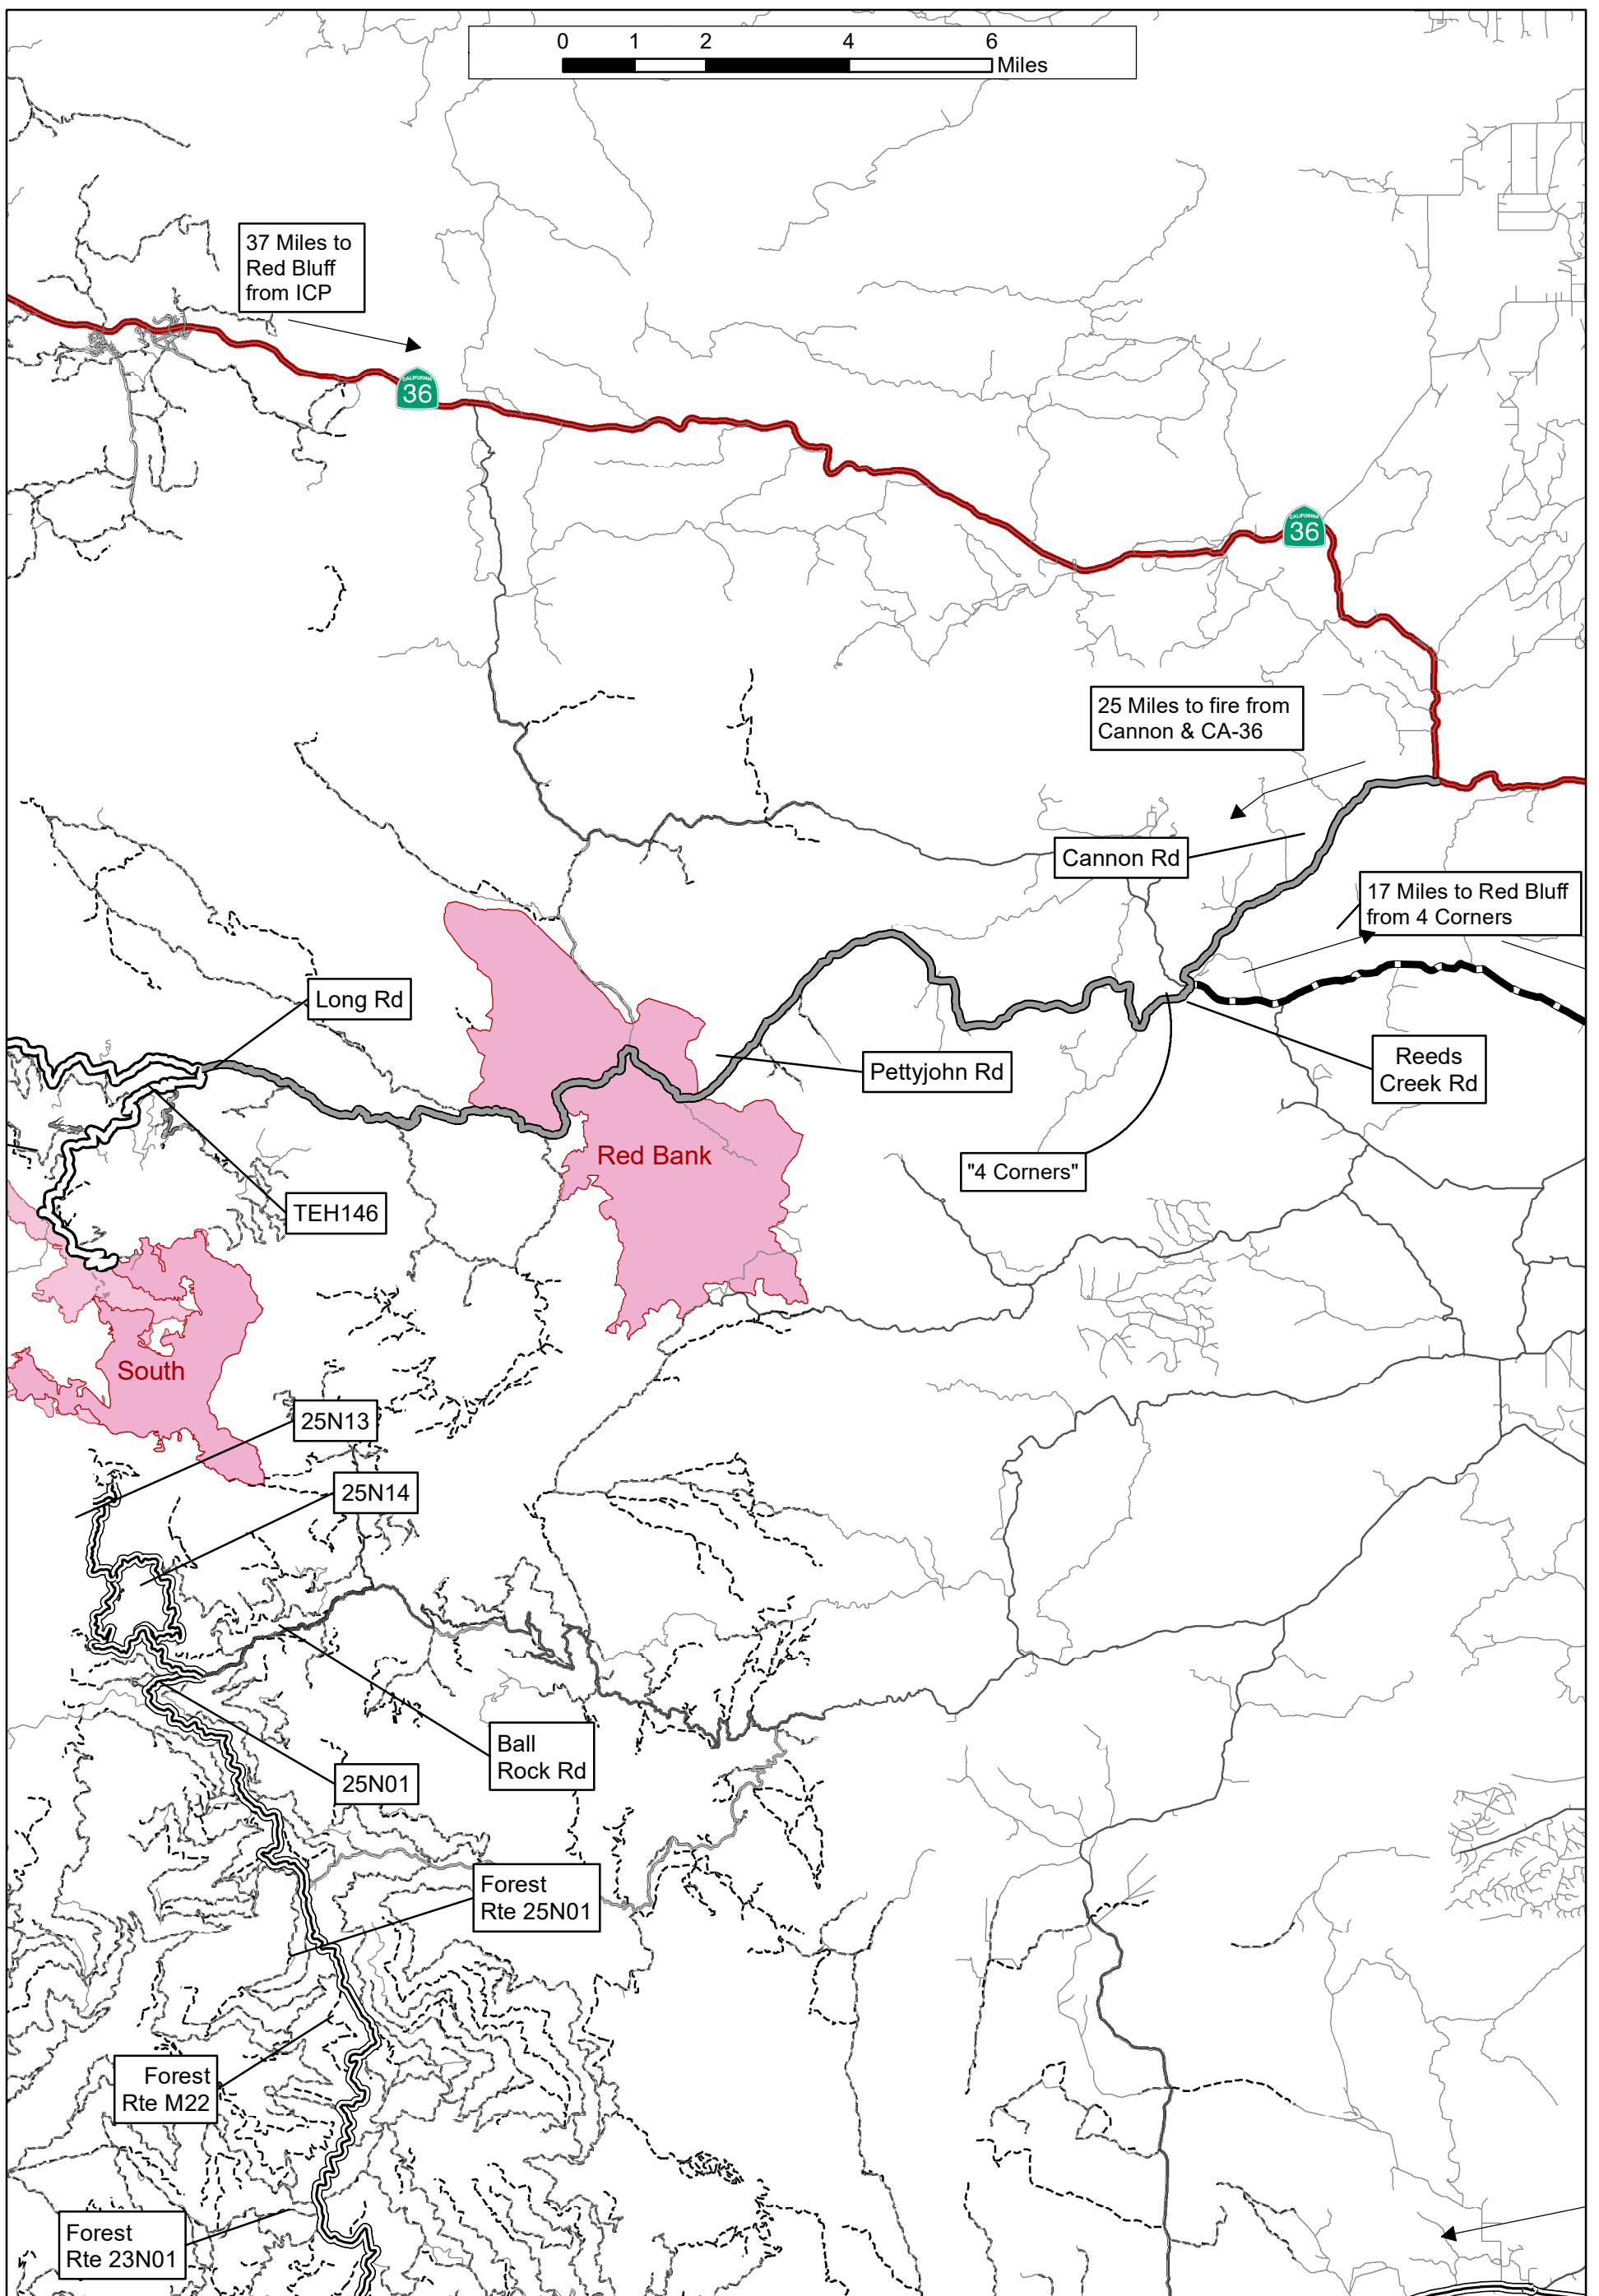 0 1 2 4 6
Miles
37 Miles to
Red Bluff
from ICP
CALIFORNIA
36
CALIFORNIA
36
25 Miles to fire from
Cannon & CA-36
Cannon Rd
17 Miles to Red Bluff
from 4 Corners
Long Rd
Pettyjohn Rd
Reeds
Creek Rd
Red Bank
"4 Corners"
TEH146
South
25N13
25N14
Ball
Rock Rd
25N01
Forest
Rte 25N01
Forest
Rte M22
Forest
Rte 23N01